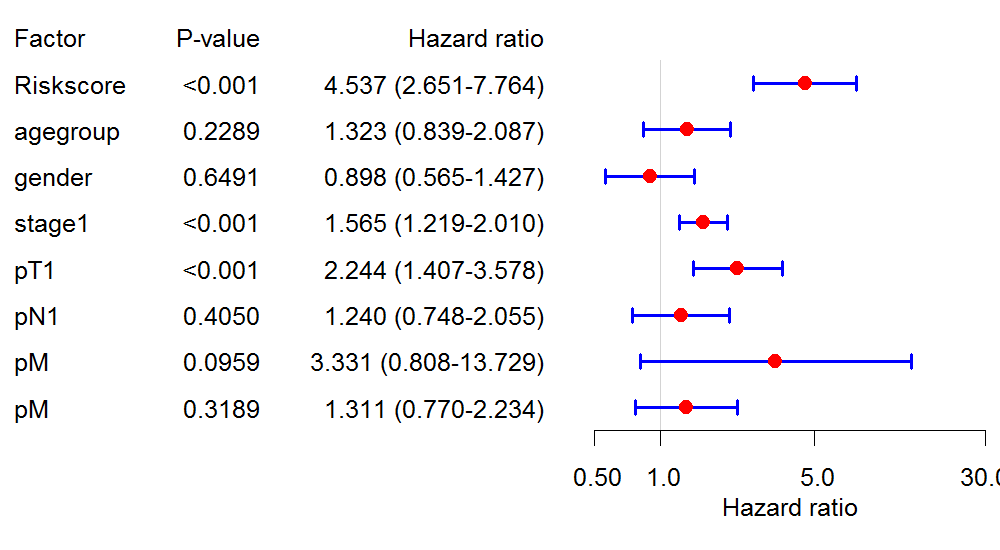 Factor P-value Hazard ratio
Riskscore <0.001 4.537 (2.651-7.764)
agegroup 0.2289 1.323 (0.839-2.087)
gender 0.6491 0.898 (0.565-1.427)
stage1 <0.001 1.565 (1.219-2.010)
pT1 <0.001 2.244 (1.407-3.578)
pN1 0.4050 1.240 (0.748-2.055)
pM 0.0959 3.331 (0.808-13.729)
pM 0.3189 1.311 (0.770-2.234)
0.50 1.0 5.0 30.0
Hazard ratio